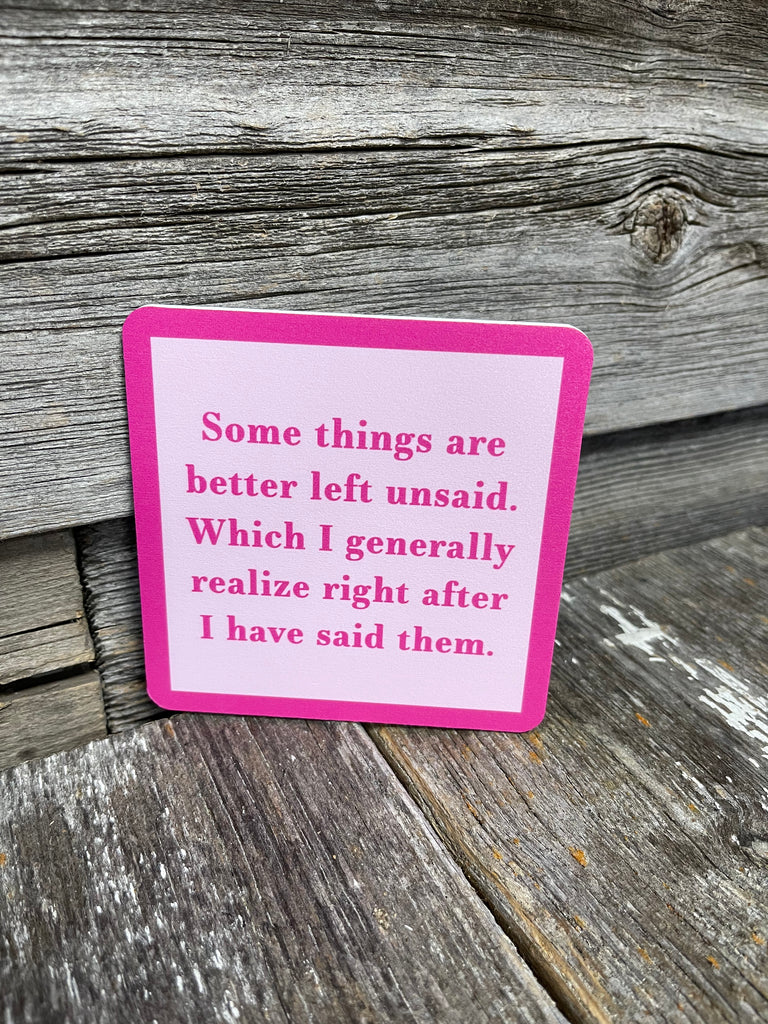 Some things are
better left unsaid.
Which I generally
realize right after
I have said them.